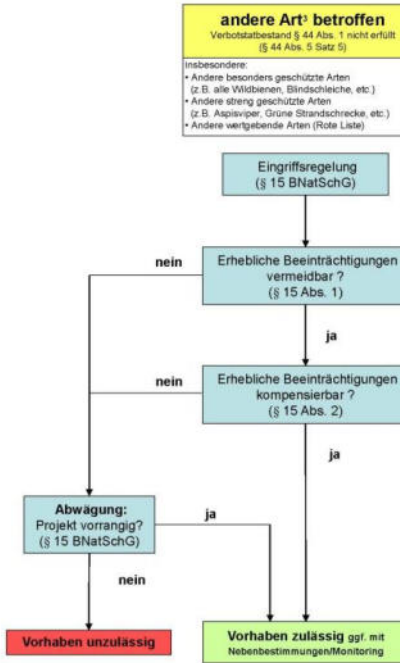 andere Art³ betroffen
Verbotstatbestand § 44 Abs. 1 nicht erfüllt
(§ 44 Abs. 5 Satz 5)
Insbesondere:
• Andere besonders geschützte Arten
(z.B. alle Wildbienen, Blindschleiche, etc.)
• Andere streng geschützte Arten
(z.B. Aspisviper, Grüne Strandschrecke, etc.)
• Andere wertgebende Arten (Rote Liste)
Eingriffsregelung
(§ 15 BNatSchG)
nein
Erhebliche Beeinträchtigungen
vermeidbar ?
(§ 15 Abs. 1)
ja
nein
Erhebliche Beeinträchtigungen
kompensierbar ?
(§ 15 Abs. 2)
ja
Abwägung:
Projekt vorrangig?
(§ 15 BNatSchG)
ja
nein
Vorhaben unzulässig
Vorhaben zulässig ggf. mit
Nebenbestimmungen/Monitoring